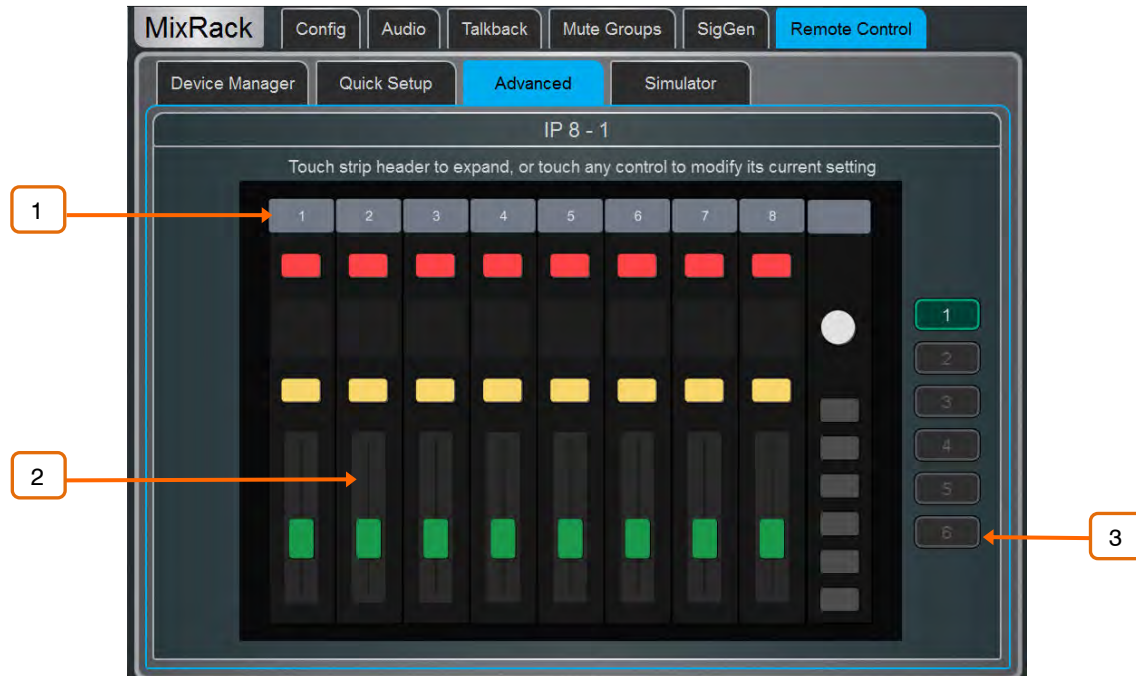 MixRack Config Audio Talkback Mute Groups SigGen Remote Control
Device Manager Quick Setup Advanced Simulator
IP 8 - 1
Touch strip header to expand, or touch any control to modify its current setting
1
1 2 3 4 5 6 7 8
1
2
3
4
2
5
6
3